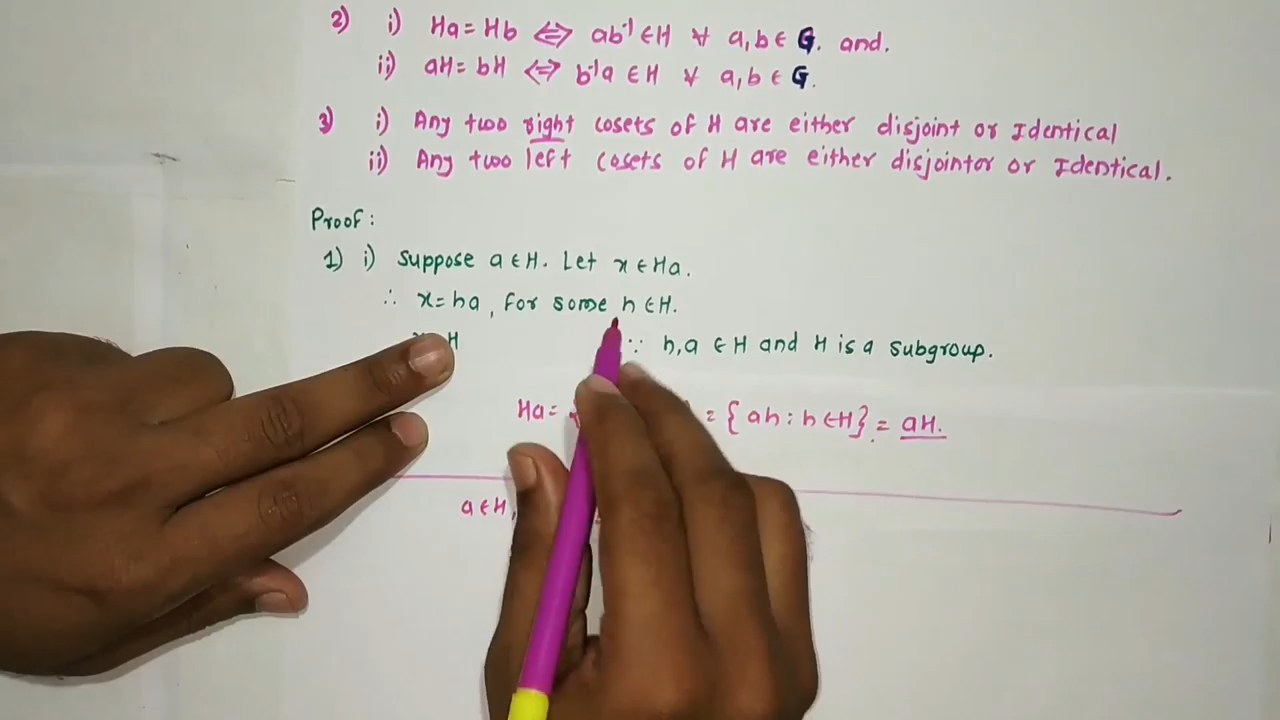 2) i) Ha = Hb ⇔ ab⁻¹ ∈ H ∀ a, b ∈ G. and.
ii) aH = bH ⇔ b⁻¹a ∈ H ∀ a, b ∈ G.
3) i) Any two right cosets of H are either disjoint or Identical
ii) Any two left cosets of H are either disjointor or Identical.
Proof:
1) i) Suppose a ∈ H. Let x ∈ Ha.
∴ x = ha, for some h ∈ H.
H ∵ h, a ∈ H and H is a subgroup.
Ha = { = {ah : h ∈ H} = aH.
a ∈ H,